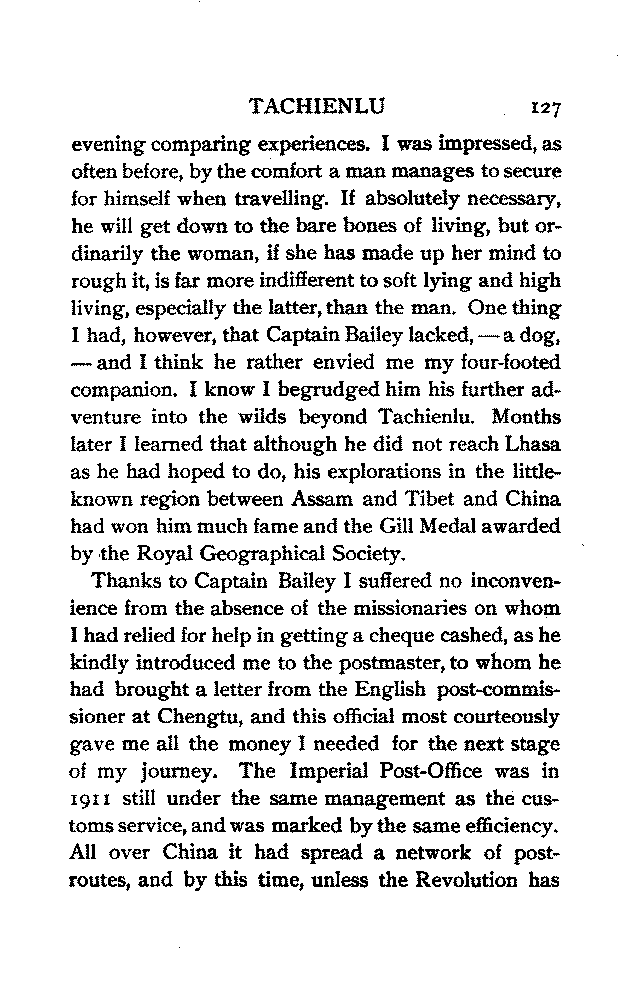 TACHIENLU 127
evening comparing experiences. I was impressed, as
often before, by the comfort a man manages to secure
for himself when travelling. If absolutely necessary,
he will get down to the bare bones of living, but or-
dinarily the woman, if she has made up her mind to
rough it, is far more indifferent to soft lying and high
living, especially the latter, than the man. One thing
I had, however, that Captain Bailey lacked, — a dog,
— and I think he rather envied me my four-footed
companion. I know I begrudged him his further ad-
venture into the wilds beyond Tachienlu. Months
later I learned that although he did not reach Lhasa
as he had hoped to do, his explorations in the little-
known region between Assam and Tibet and China
had won him much fame and the Gill Medal awarded
by the Royal Geographical Society.
Thanks to Captain Bailey I suffered no inconven-
ience from the absence of the missionaries on whom
I had relied for help in getting a cheque cashed, as he
kindly introduced me to the postmaster, to whom he
had brought a letter from the English post-commis-
sioner at Chengtu, and this official most courteously
gave me all the money I needed for the next stage
of my journey. The Imperial Post-Office was in
1911 still under the same management as the cus-
toms service, and was marked by the same efficiency.
All over China it had spread a network of post-
routes, and by this time, unless the Revolution has